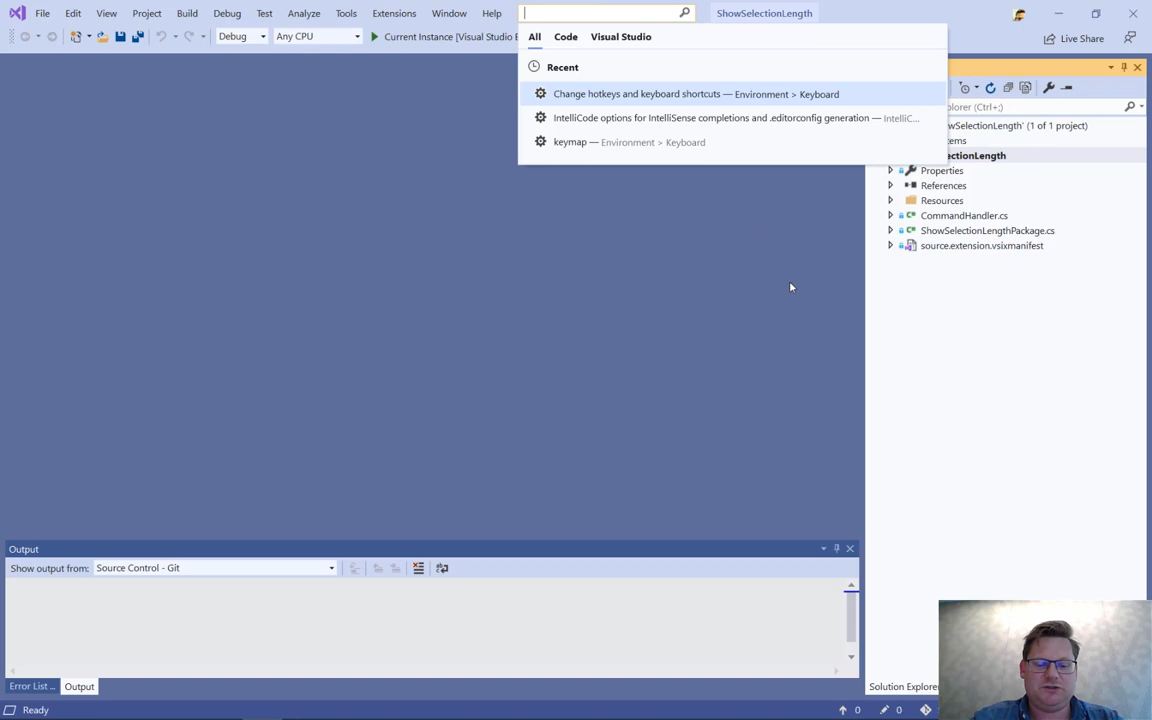 File Edit View Project Build Debug Test Analyze Tools Extensions Window Help ShowSelectionLength
Debug Any CPU Current Instance [Visual Studio E Live Share
All Code Visual Studio
Recent
Change hotkeys and keyboard shortcuts — Environment > Keyboard
IntelliCode options for IntelliSense completions and .editorconfig generation — IntelliC...
keymap — Environment > Keyboard
plorer (Ctrl+;)
wSelectionLength' (1 of 1 project)
tems
ectionLength
Properties
References
Resources
CommandHandler.cs
ShowSelectionLengthPackage.cs
source.extension.vsixmanifest
Output
Show output from: Source Control - Git
Error List ... Output
Solution Explorer
Ready 0 0